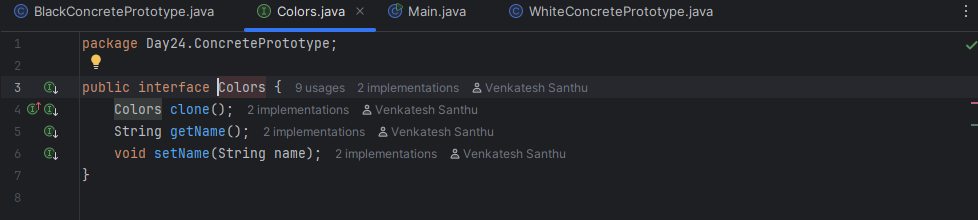 BlackConcretePrototype.java Colors.java Main.java WhiteConcretePrototype.java
1 package Day24.ConcretePrototype;
2
3 public interface Colors { 9 usages 2 implementations Venkatesh Santhu
4 Colors clone(); 2 implementations Venkatesh Santhu
5 String getName(); 2 implementations Venkatesh Santhu
6 void setName(String name); 2 implementations Venkatesh Santhu
7 }
8